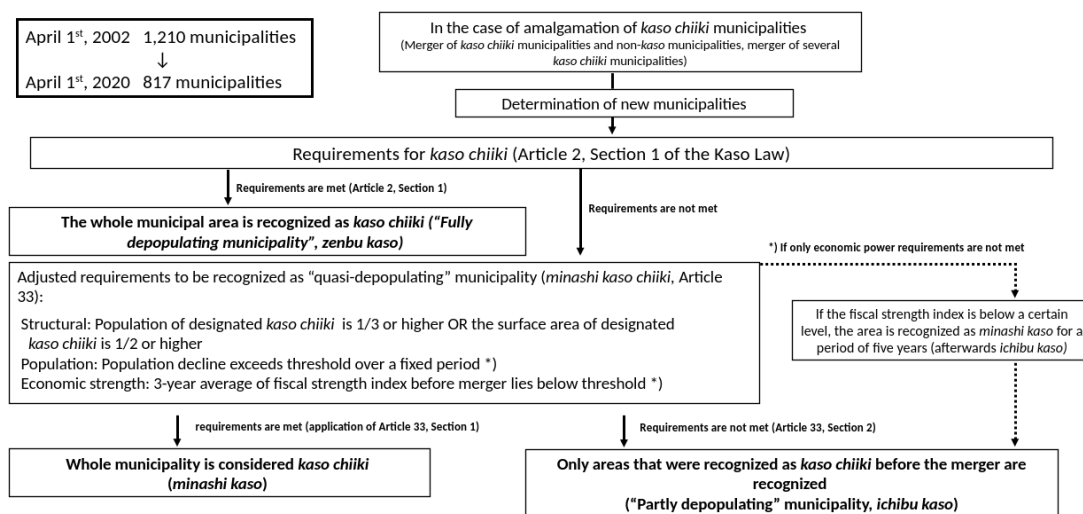 April 1st, 2002 1,210 municipalities
↓
April 1st, 2020 817 municipalities
In the case of amalgamation of kaso chiiki municipalities
(Merger of kaso chiiki municipalities and non-kaso municipalities, merger of several
kaso chiiki municipalities)
Determination of new municipalities
Requirements for kaso chiiki (Article 2, Section 1 of the Kaso Law)
Requirements are met (Article 2, Section 1)
Requirements are not met
The whole municipal area is recognized as kaso chiiki (“Fully
depopulating municipality”, zenbu kaso)
*) If only economic power requirements are not met
Adjusted requirements to be recognized as “quasi-depopulating” municipality (minashi kaso chiiki, Article
33):
Structural: Population of designated kaso chiiki is 1/3 or higher OR the surface area of designated
kaso chiiki is 1/2 or higher
Population: Population decline exceeds threshold over a fixed period *)
Economic strength: 3-year average of fiscal strength index before merger lies below threshold *)
If the fiscal strength index is below a certain
level, the area is recognized as minashi kaso for a
period of five years (afterwards ichibu kaso)
requirements are met (application of Article 33, Section 1)
Requirements are not met (Article 33, Section 2)
Whole municipality is considered kaso chiiki
(minashi kaso)
Only areas that were recognized as kaso chiiki before the merger are
recognized
(“Partly depopulating” municipality, ichibu kaso)